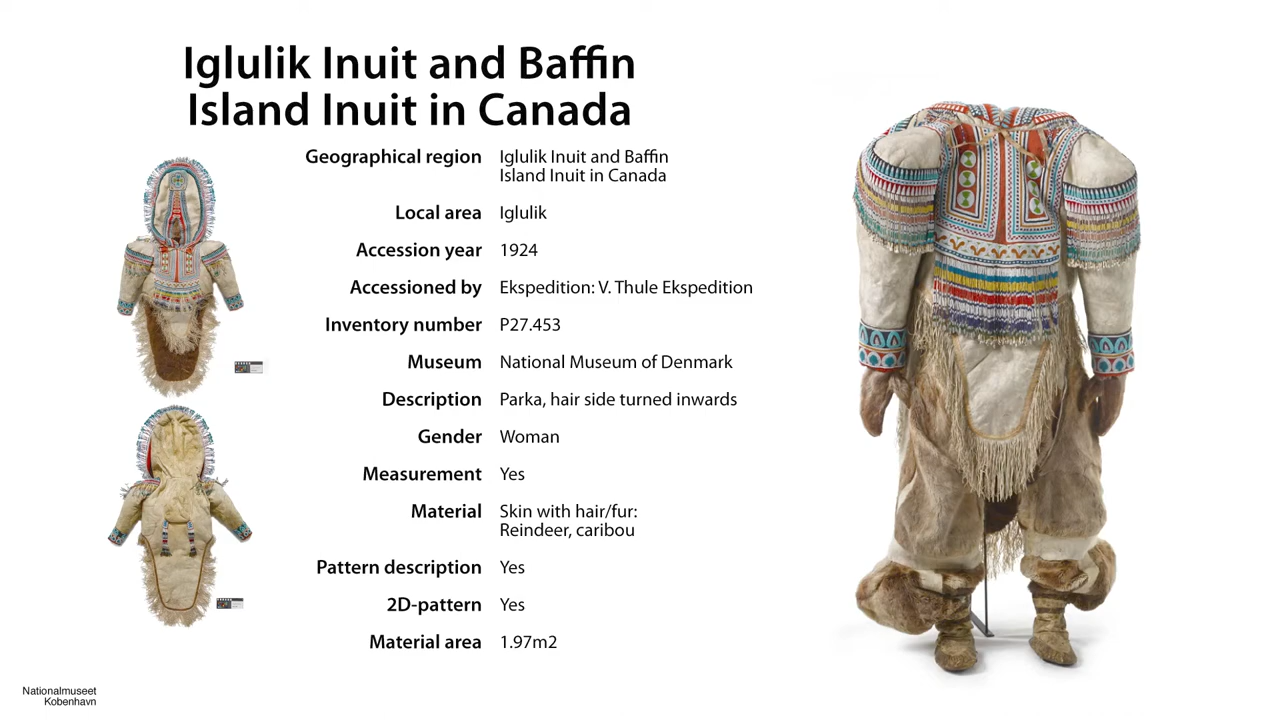 Iglulik Inuit and Baffin
Island Inuit in Canada
Geographical region Iglulik Inuit and Baffin
Island Inuit in Canada
Local area Iglulik
Accession year 1924
Accessioned by Ekspedition: V. Thule Ekspedition
Inventory number P27.453
Museum National Museum of Denmark
Description Parka, hair side turned inwards
Gender Woman
Measurement Yes
Material Skin with hair/fur:
Reindeer, caribou
Pattern description Yes
2D-pattern Yes
Material area 1.97m2
Nationalmuseet
Kobenhavn